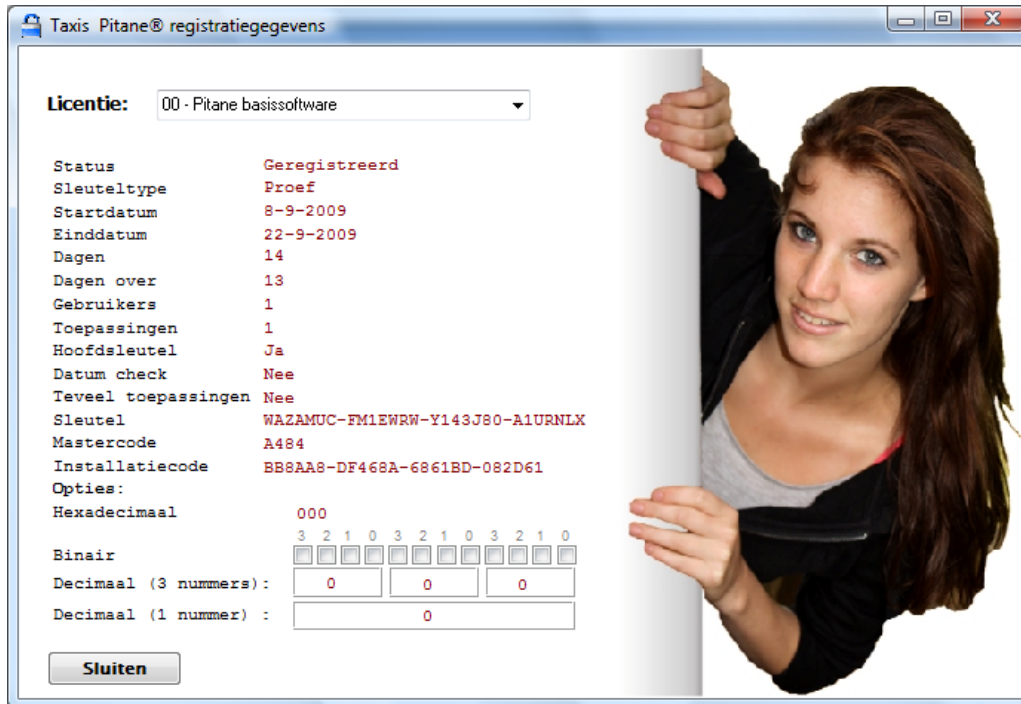 Taxis Pitane® registratiegegevens
Licentie: 00 - Pitane basissoftware
Status Geregistreerd
Sleuteltype Proef
Startdatum 8-9-2009
Einddatum 22-9-2009
Dagen 14
Dagen over 13
Gebruikers 1
Toepassingen 1
Hoofdsleutel Ja
Datum check Nee
Teveel toepassingen Nee
Sleutel WAZAMUC-FM1EWRW-Y143J80-A1URNLX
Mastercode A484
Installatiecode BB8AA8-DF468A-6861BD-082D61
Opties:
Hexadecimaal 000
3 2 1 0 3 2 1 0 3 2 1 0
Binair
Decimaal (3 nummers): 0 0 0
Decimaal (1 nummer) : 0
Sluiten